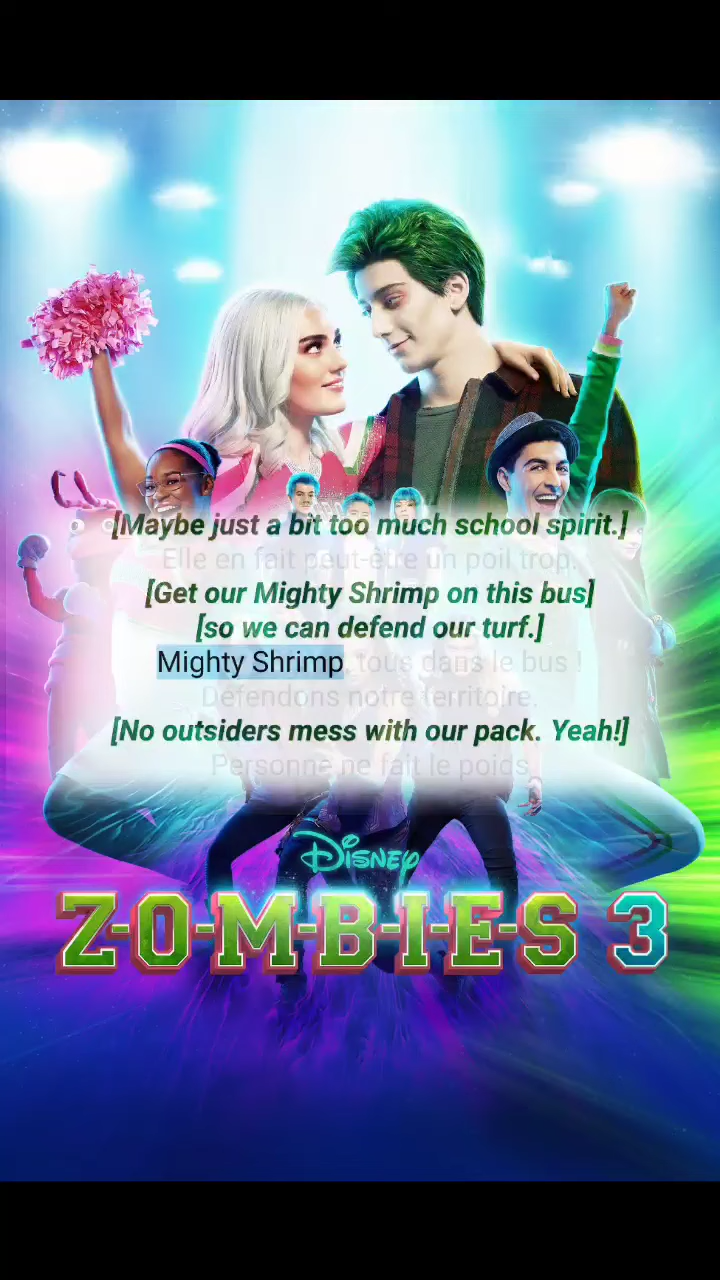 [Maybe just a bit too much school spirit.]
Elle en fait peut-être un poil trop.
[Get our Mighty Shrimp on this bus]
[so we can defend our turf.]
Mighty Shrimp, tous dans le bus !
Défendons notre territoire.
[No outsiders mess with our pack. Yeah!]
Personne ne fait le poids
DISNEY
Z-O-M-B-I-E-S 3